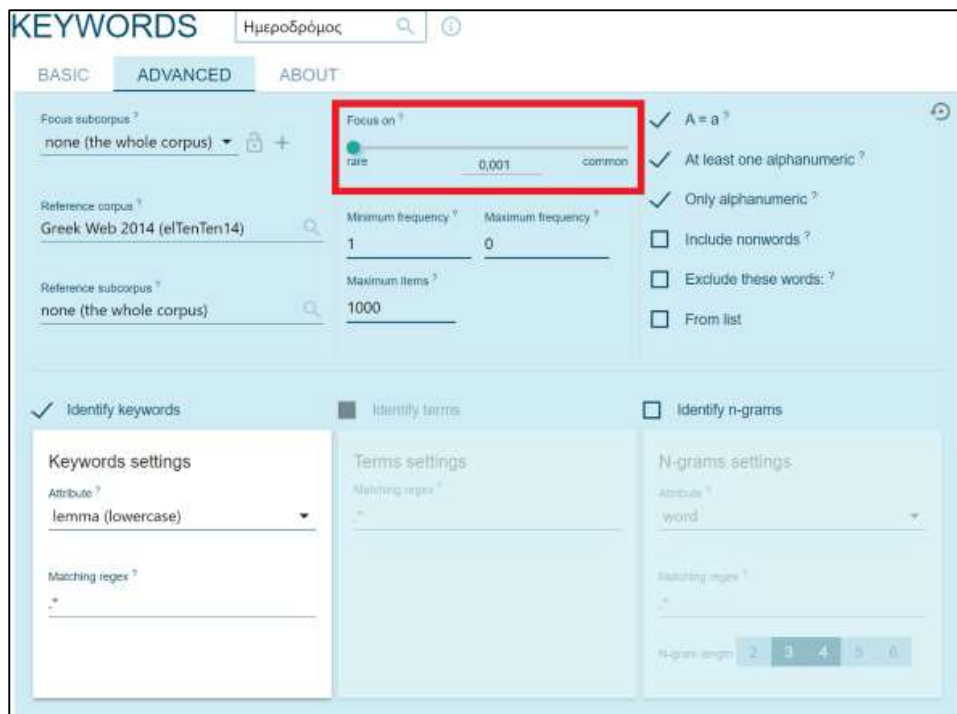 KEYWORDS
Ημεροδρόμος
BASIC ADVANCED ABOUT
Focus subcorpus ?
none (the whole corpus)
Reference corpus ?
Greek Web 2014 (elTenTen14)
Reference subcorpus ?
none (the whole corpus)
Focus on ?
rare 0,001 common
Minimum frequency ? Maximum frequency ?
1 0
Maximum items ?
1000
A = a ?
At least one alphanumeric ?
Only alphanumeric ?
Include nonwords ?
Exclude these words: ?
From list
Identify keywords
Keywords settings
Attribute ?
lemma (lowercase)
Matching regex ?
.*
Identify terms
Terms settings
Matching regex ?
.*
Identify n-grams
N-grams settings
Attribute ?
word
Matching regex ?
.*
N-gram length 2 3 4 5 6